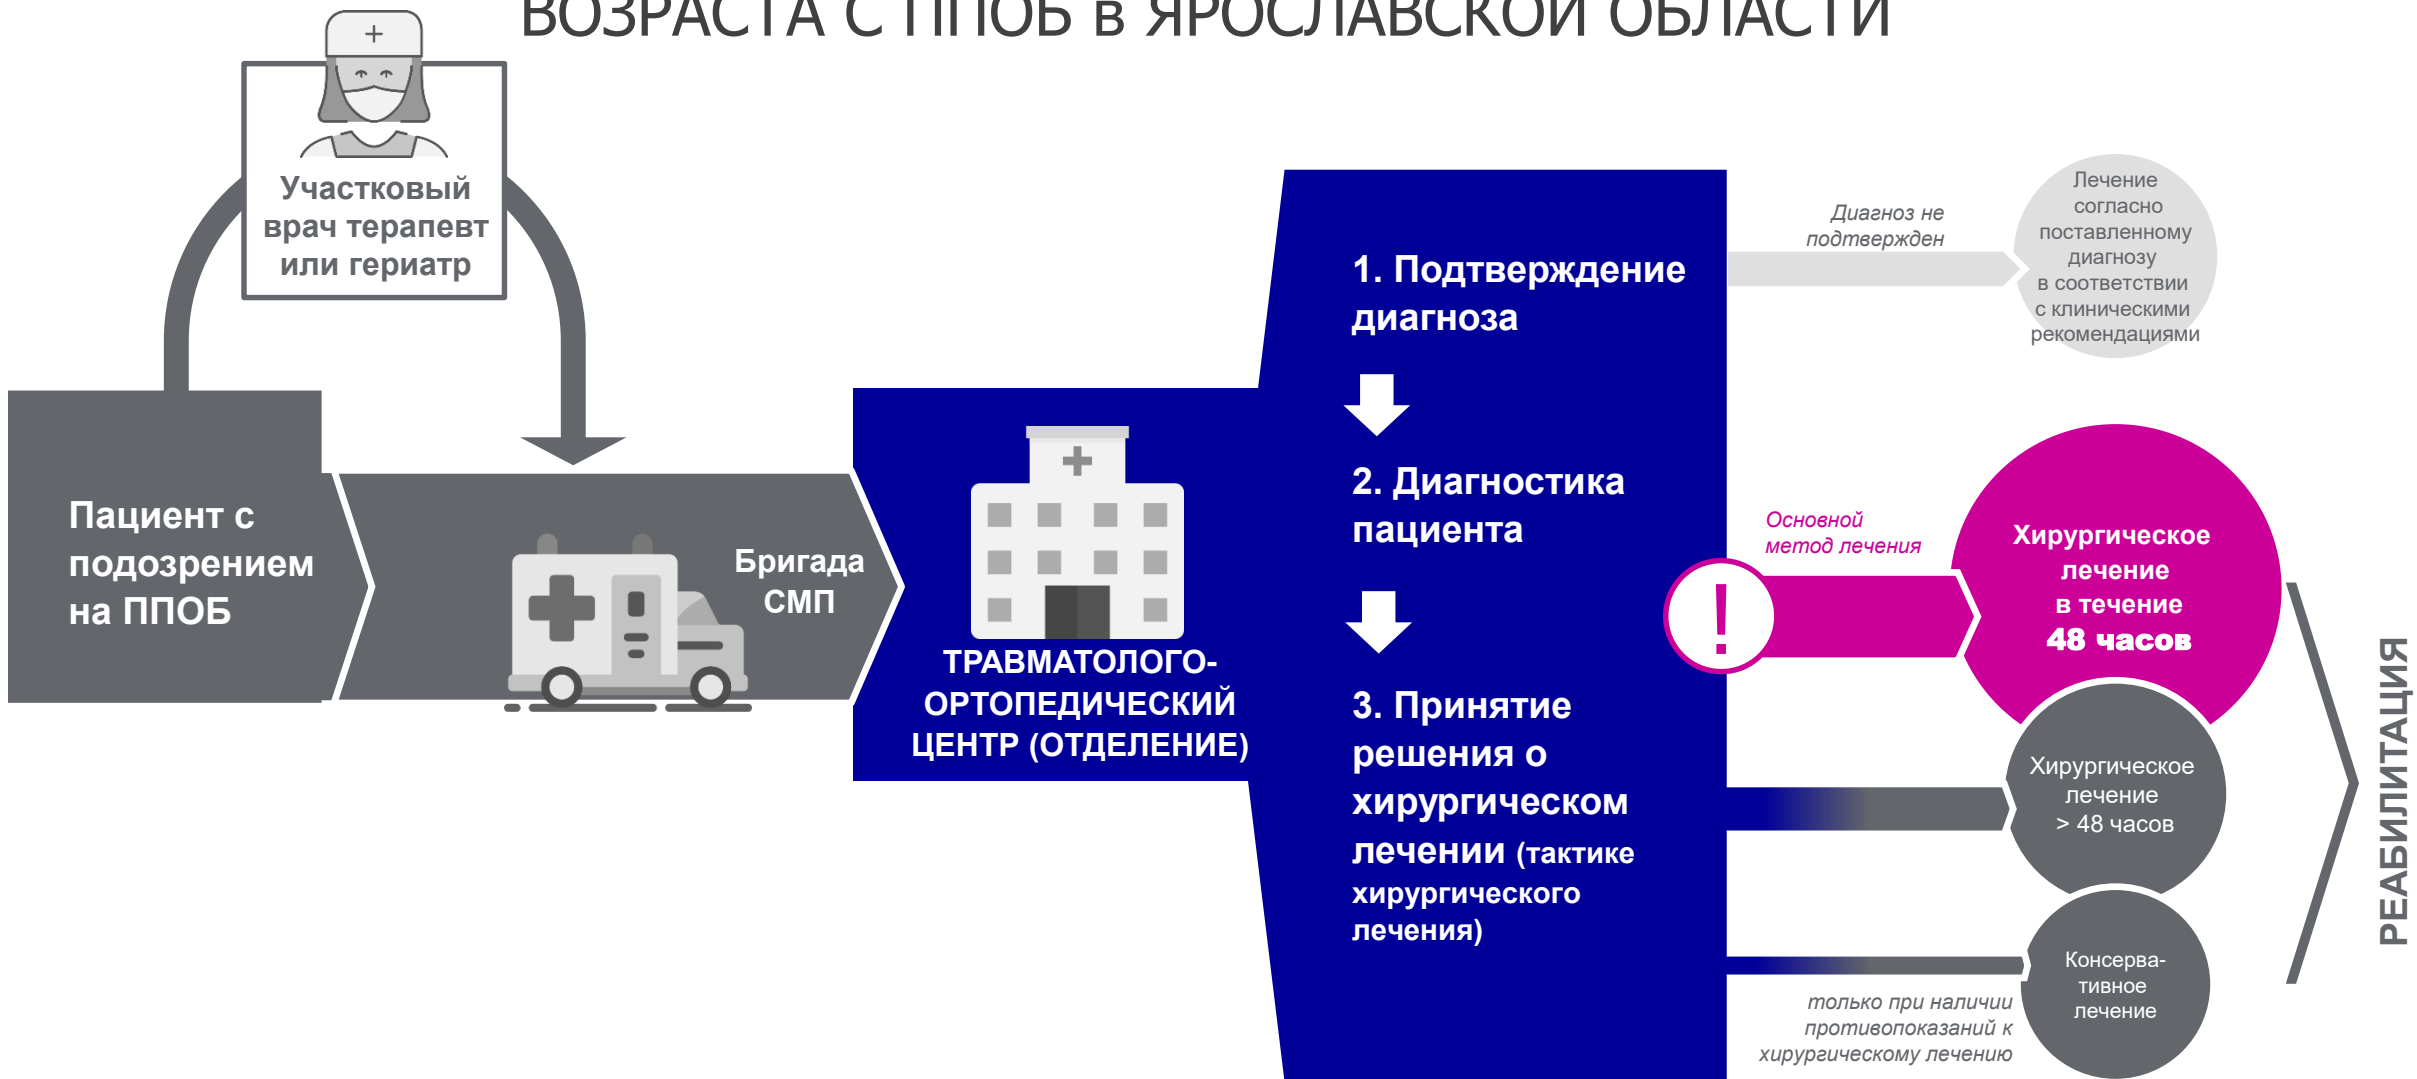 ВОЗРАСТА С ППОБ в ЯРОСЛАВСКОЙ ОБЛАСТИ
Участковый
врач терапевт
или гериатр
Пациент с
подозрением
на ППОБ
Бригада
СМП
ТРАВМАТОЛОГО-
ОРТОПЕДИЧЕСКИЙ
ЦЕНТР (ОТДЕЛЕНИЕ)
1. Подтверждение
диагноза
2. Диагностика
пациента
3. Принятие
решения о
хирургическом
лечении (тактике
хирургического
лечения)
Диагноз не
подтвержден
Лечение
согласно
поставленному
диагнозу
в соответствии
с клиническими
рекомендациями
Основной
метод лечения
!
Хирургическое
лечение
в течение
48 часов
Хирургическое
лечение
> 48 часов
только при наличии
противопоказаний к
хирургическому лечению
Консерва-
тивное
лечение
РЕАБИЛИТАЦИЯ